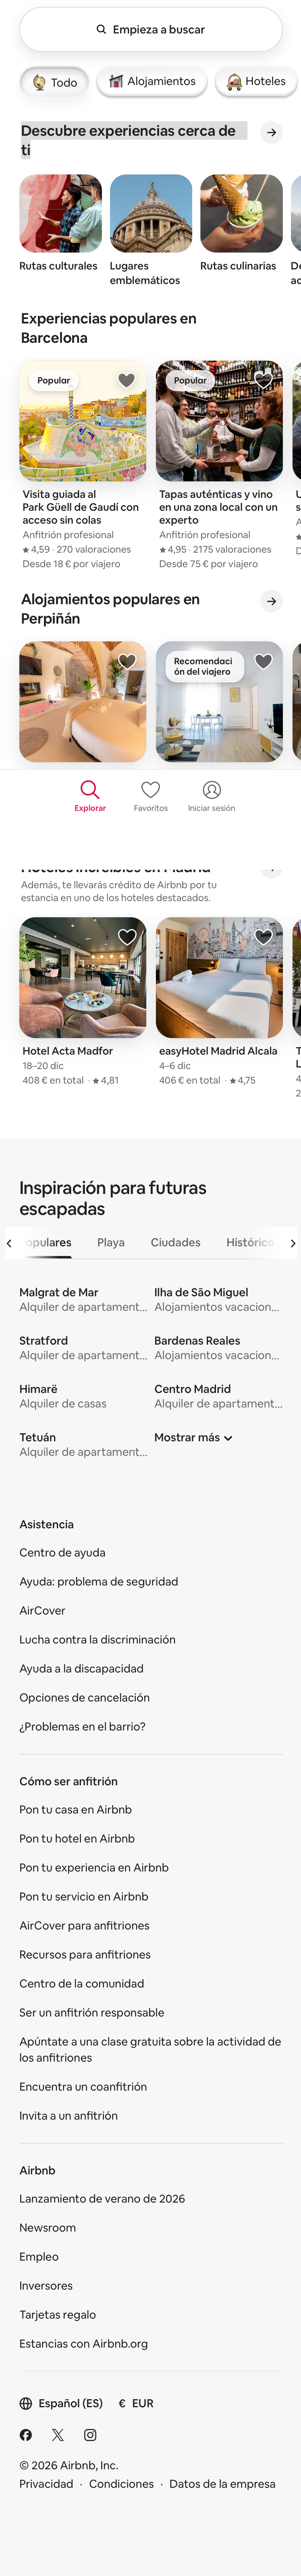 Empieza a buscar
Todo
Alojamientos
Hoteles
Descubre experiencias cerca de
ti
Rutas culturales
Lugares
emblemáticos
Rutas culinarias
Experiencias populares en
Barcelona
Popular
Popular
Visita guiada al
Park Güell de Gaudí con
acceso sin colas
Anfitrión profesional
4,59 · 270 valoraciones
Desde 18 € por viajero
Tapas auténticas y vino
en una zona local con un
experto
Anfitrión profesional
4,95 · 2175 valoraciones
Desde 75 € por viajero
Alojamientos populares en
Perpiñán
Recomendaci
ón del viajero
Explorar
Favoritos
Iniciar sesión
Hoteles increíbles en Madrid
Además, te llevarás crédito de Airbnb por tu
estancia en uno de los hoteles destacados.
Hotel Acta Madfor
18–20 dic
408 € en total · 4,81
easyHotel Madrid Alcala
4–6 dic
406 € en total · 4,75
Inspiración para futuras
escapadas
opulares
Playa
Ciudades
Histórico
Malgrat de Mar
Alquiler de apartament...
Ilha de São Miguel
Alojamientos vacacion...
Stratford
Alquiler de apartament...
Bardenas Reales
Alojamientos vacacion...
Himarë
Alquiler de casas
Centro Madrid
Alquiler de apartament...
Tetuán
Alquiler de apartament...
Mostrar más
Asistencia
Centro de ayuda
Ayuda: problema de seguridad
AirCover
Lucha contra la discriminación
Ayuda a la discapacidad
Opciones de cancelación
¿Problemas en el barrio?
Cómo ser anfitrión
Pon tu casa en Airbnb
Pon tu hotel en Airbnb
Pon tu experiencia en Airbnb
Pon tu servicio en Airbnb
AirCover para anfitriones
Recursos para anfitriones
Centro de la comunidad
Ser un anfitrión responsable
Apúntate a una clase gratuita sobre la actividad de
los anfitriones
Encuentra un coanfitrión
Invita a un anfitrión
Airbnb
Lanzamiento de verano de 2026
Newsroom
Empleo
Inversores
Tarjetas regalo
Estancias con Airbnb.org
Español (ES)
€ EUR
© 2026 Airbnb, Inc.
Privacidad · Condiciones · Datos de la empresa